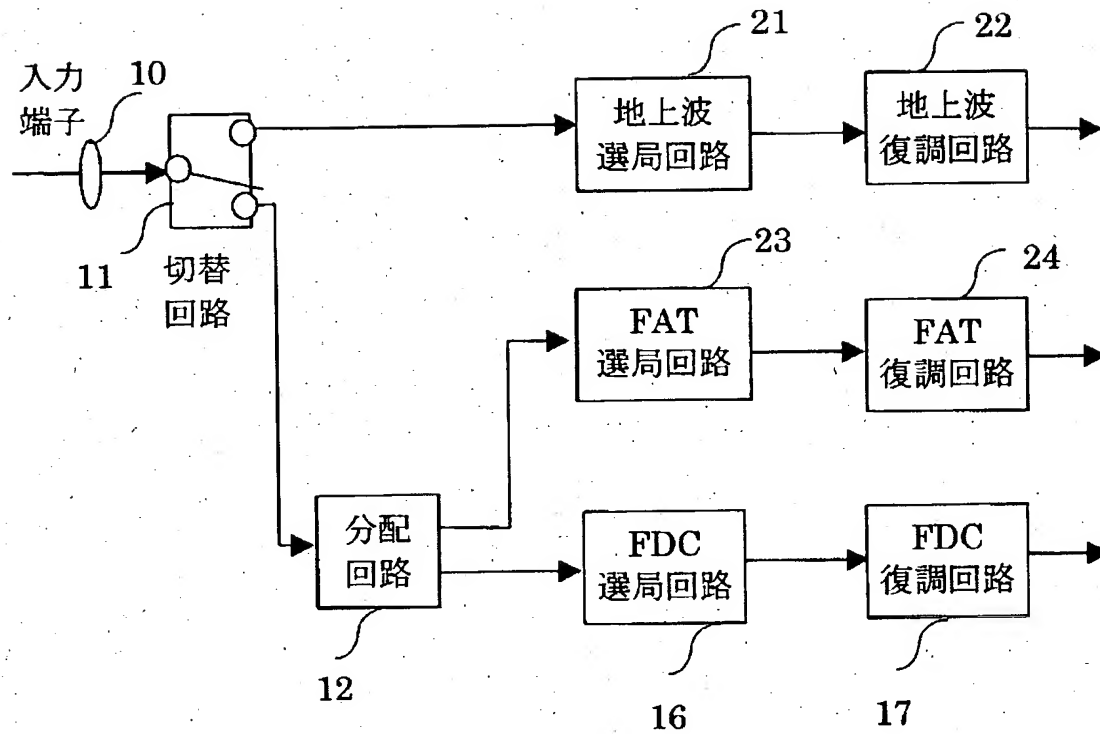 21
22
入力
端子
10
地上波
選局回路
地上波
復調回路
11
切替
回路
23
24
FAT
選局回路
FAT
復調回路
分配
回路
FDC
選局回路
FDC
復調回路
12
16
17